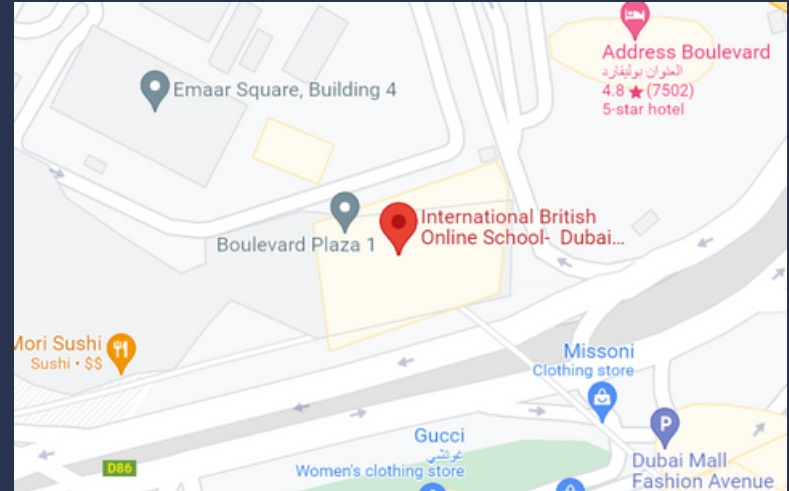 Address Boulevard
العنوان بوليفارد
4.8 ★ (7502)
5-star hotel
Emaar Square, Building 4
International British
Online School- Dubai...
Boulevard Plaza 1
Mori Sushi
Sushi • $$
Missoni
Clothing store
Gucci
غوتشي
Women's clothing store
P
Dubai Mall
Fashion Avenue
D86